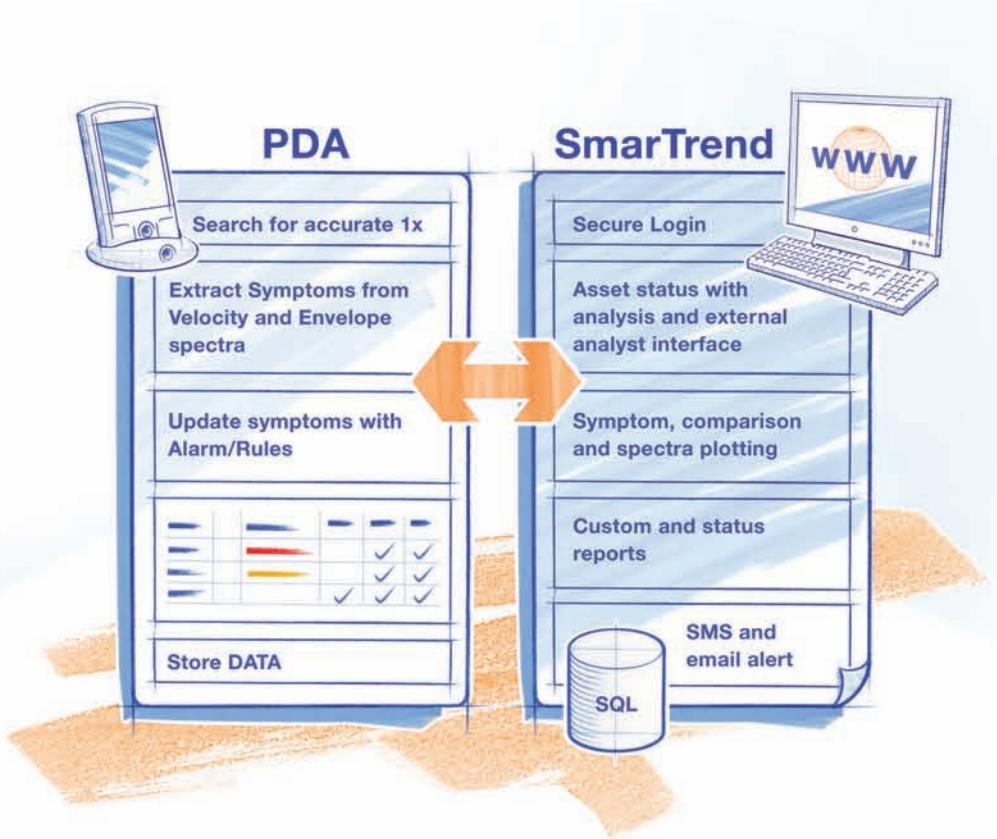 PDA
Search for accurate 1x
Extract Symptoms from
Velocity and Envelope
spectra
Update symptoms with
Alarm/Rules
Store DATA
SmarTrend
www
Secure Login
Asset status with
analysis and external
analyst interface
Symptom, comparison
and spectra plotting
Custom and status
reports
SMS and
email alert
SQL